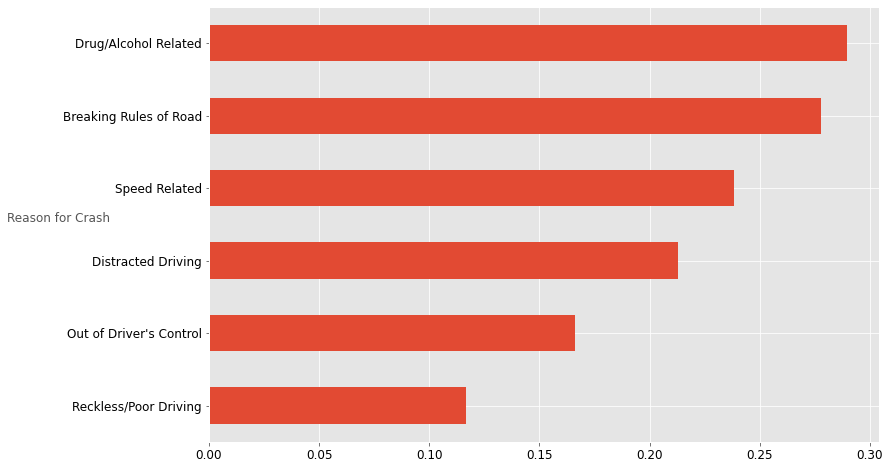 Drug/Alcohol Related
Breaking Rules of Road
Speed Related
Reason for Crash
Distracted Driving
Out of Driver's Control
Reckless/Poor Driving
0.00 0.05 0.10 0.15 0.20 0.25 0.30